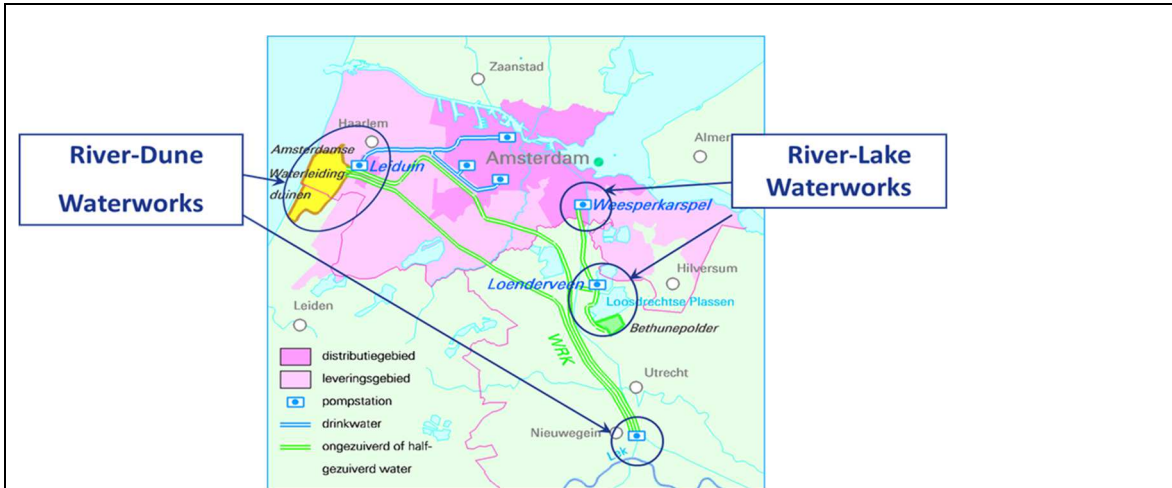 Zaanstad
Haarlem
Almer
River-Dune
Waterworks
Amsterdamse
Waterleiding
duinen
Leiduin
Amsterdam
River-Lake
Waterworks
Weesperkarspel
Hilversum
Loenderveen
Loosdrechtse Plassen
Leiden
Bethunepolder
WRK
distributiegebied
leveringsgebied
Utrecht
pompstation
drinkwater
Nieuwegein
ongezuiverd of half-
gezuiverd water
Lek